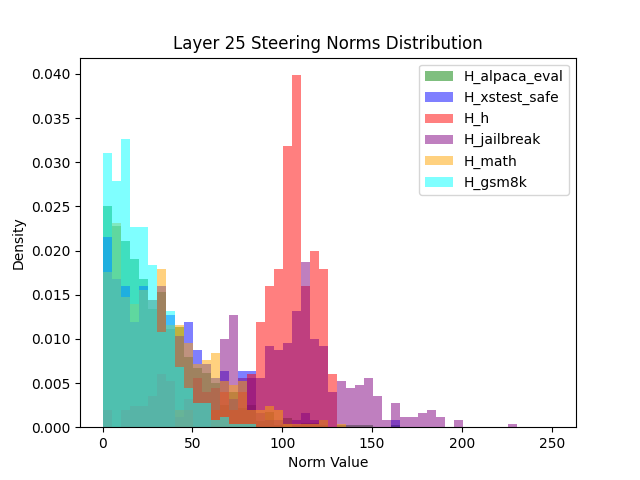 Layer 25 Steering Norms Distribution
H_alpaca_eval
H_xstest_safe
H_h
H_jailbreak
H_math
H_gsm8k
0.040
0.035
0.030
0.025
0.020
0.015
0.010
0.005
0.000
Density
0 50 100 150 200 250
Norm Value